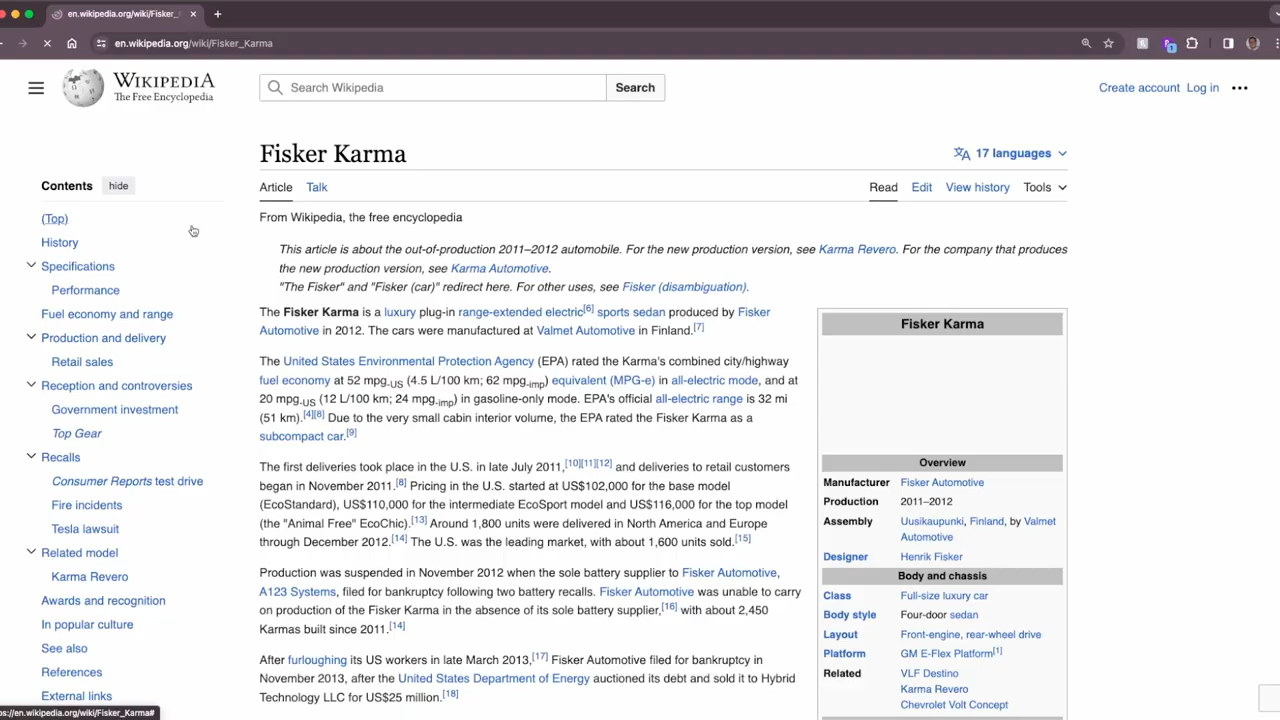 en.wikipedia.org/wiki/Fisker_
en.wikipedia.org/wiki/Fisker_Karma
1
WIKIPEDIA
The Free Encyclopedia
Search Wikipedia
Search
Create account Log in
Fisker Karma
17 languages
Article Talk
Read Edit View history Tools
From Wikipedia, the free encyclopedia
Contents hide
(Top)
History
Specifications
Performance
Fuel economy and range
Production and delivery
Retail sales
Reception and controversies
Government investment
Top Gear
Recalls
Consumer Reports test drive
Fire incidents
Tesla lawsuit
Related model
Karma Revero
Awards and recognition
In popular culture
See also
References
External links
This article is about the out-of-production 2011–2012 automobile. For the new production version, see Karma Revero. For the company that produces
the new production version, see Karma Automotive.
"The Fisker" and "Fisker (car)" redirect here. For other uses, see Fisker (disambiguation).
The Fisker Karma is a luxury plug-in range-extended electric[6] sports sedan produced by Fisker
Automotive in 2012. The cars were manufactured at Valmet Automotive in Finland.[7]
The United States Environmental Protection Agency (EPA) rated the Karma's combined city/highway
fuel economy at 52 mpg-US (4.5 L/100 km; 62 mpg-imp) equivalent (MPG-e) in all-electric mode, and at
20 mpg-US (12 L/100 km; 24 mpg-imp) in gasoline-only mode. EPA's official all-electric range is 32 mi
(51 km).[4][8] Due to the very small cabin interior volume, the EPA rated the Fisker Karma as a
subcompact car.[9]
The first deliveries took place in the U.S. in late July 2011,[10][11][12] and deliveries to retail customers
began in November 2011.[8] Pricing in the U.S. started at US$102,000 for the base model
(EcoStandard), US$110,000 for the intermediate EcoSport model and US$116,000 for the top model
(the "Animal Free" EcoChic).[13] Around 1,800 units were delivered in North America and Europe
through December 2012.[14] The U.S. was the leading market, with about 1,600 units sold.[15]
Production was suspended in November 2012 when the sole battery supplier to Fisker Automotive,
A123 Systems, filed for bankruptcy following two battery recalls. Fisker Automotive was unable to carry
on production of the Fisker Karma in the absence of its sole battery supplier,[16] with about 2,450
Karmas built since 2011.[14]
After furloughing its US workers in late March 2013,[17] Fisker Automotive filed for bankruptcy in
November 2013, after the United States Department of Energy auctioned its debt and sold it to Hybrid
Technology LLC for US$25 million.[18]
Fisker Karma
Overview
Manufacturer Fisker Automotive
Production 2011–2012
Assembly Uusikaupunki, Finland, by Valmet
Automotive
Designer Henrik Fisker
Body and chassis
Class Full-size luxury car
Body style Four-door sedan
Layout Front-engine, rear-wheel drive
Platform GM E-Flex Platform[1]
Related VLF Destino
Karma Revero
Chevrolet Volt Concept
ps://en.wikipedia.org/wiki/Fisker_Karma#